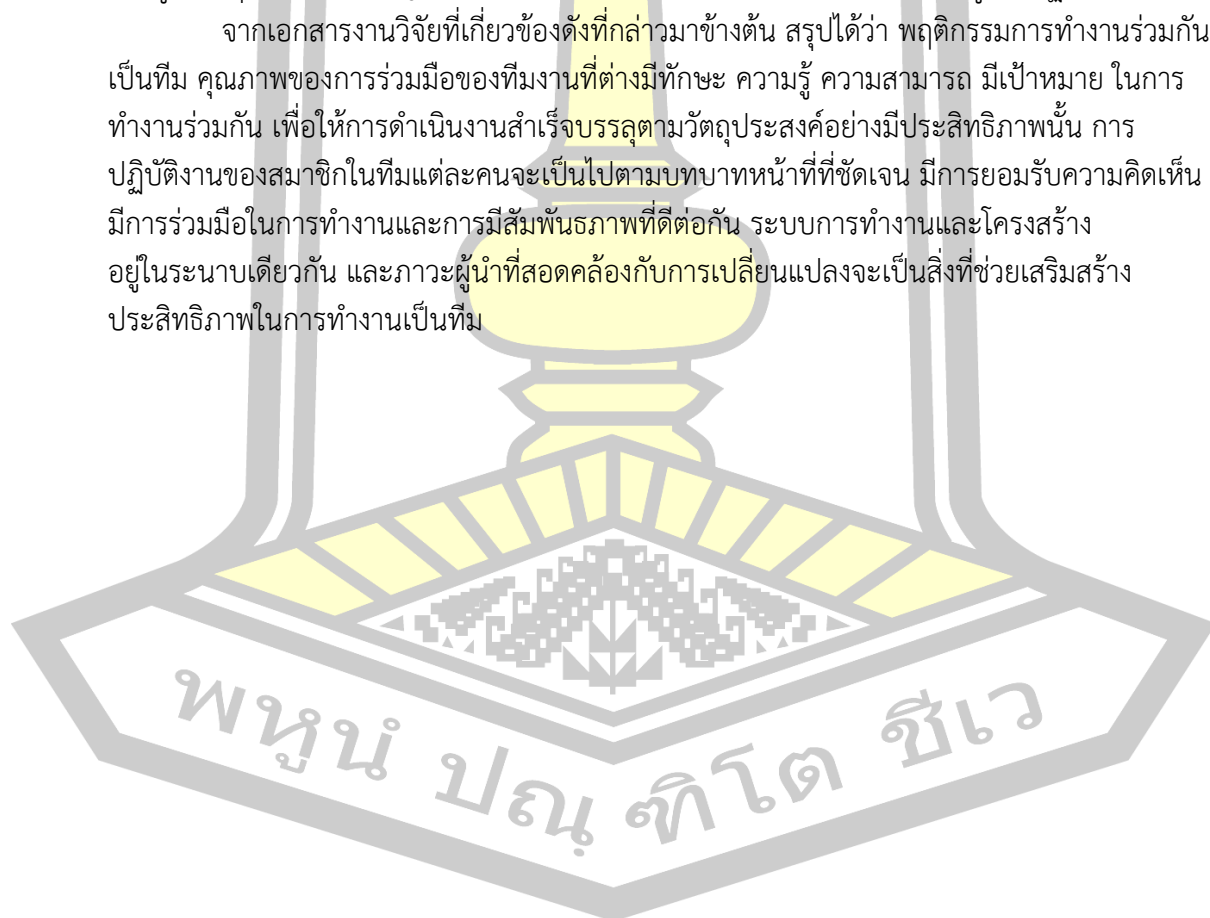 จากเอกสารงานวิจัยที่เกี่ยวข้องดังที่กล่าวมาข้างต้น สรุปได้ว่า พฤติกรรมการทำงานร่วมกัน
เป็นทีม คุณภาพของการร่วมมือของทีมงานที่ต่างมีทักษะ ความรู้ ความสามารถ มีเป้าหมาย ในการ
ทำงานร่วมกัน เพื่อให้การดำเนินงานสำเร็จบรรลุตามวัตถุประสงค์อย่างมีประสิทธิภาพนั้น การ
ปฏิบัติงานของสมาชิกในทีมแต่ละคนจะเป็นไปตามบทบาทหน้าที่ที่ชัดเจน มีการยอมรับความคิดเห็น
มีการร่วมมือในการทำงานและการมีสัมพันธภาพที่ดีต่อกัน ระบบการทำงานและโครงสร้าง
อยู่ในระนาบเดียวกัน และภาวะผู้นำที่สอดคล้องกับการเปลี่ยนแปลงจะเป็นสิ่งที่ช่วยเสริมสร้าง
ประสิทธิภาพในการทำงานเป็นทีม
พหูนํ ปณฺ ฑิโต ชีเว